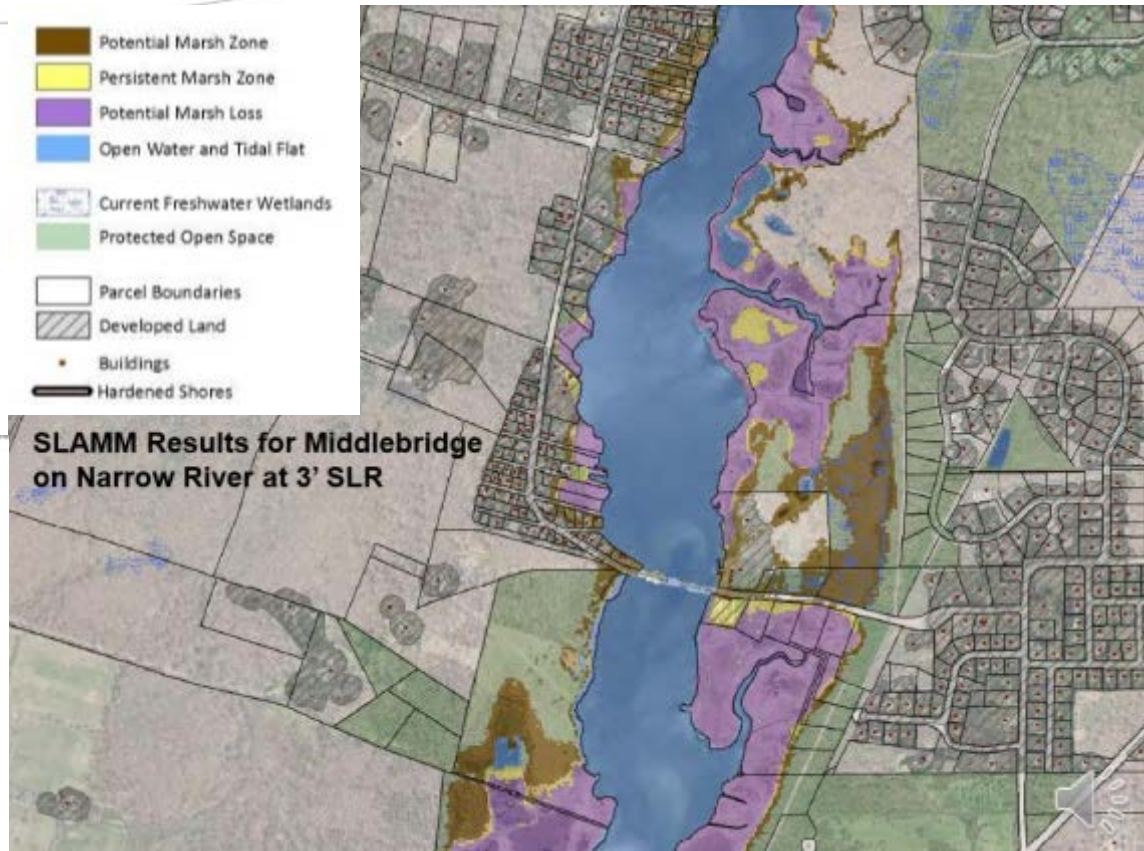 Potential Marsh Zone
Persistent Marsh Zone
Potential Marsh Loss
Open Water and Tidal Flat
Current Freshwater Wetlands
Protected Open Space
Parcel Boundaries
Developed Land
Buildings
Hardened Shores
SLAMM Results for Middlebridge
on Narrow River at 3' SLR